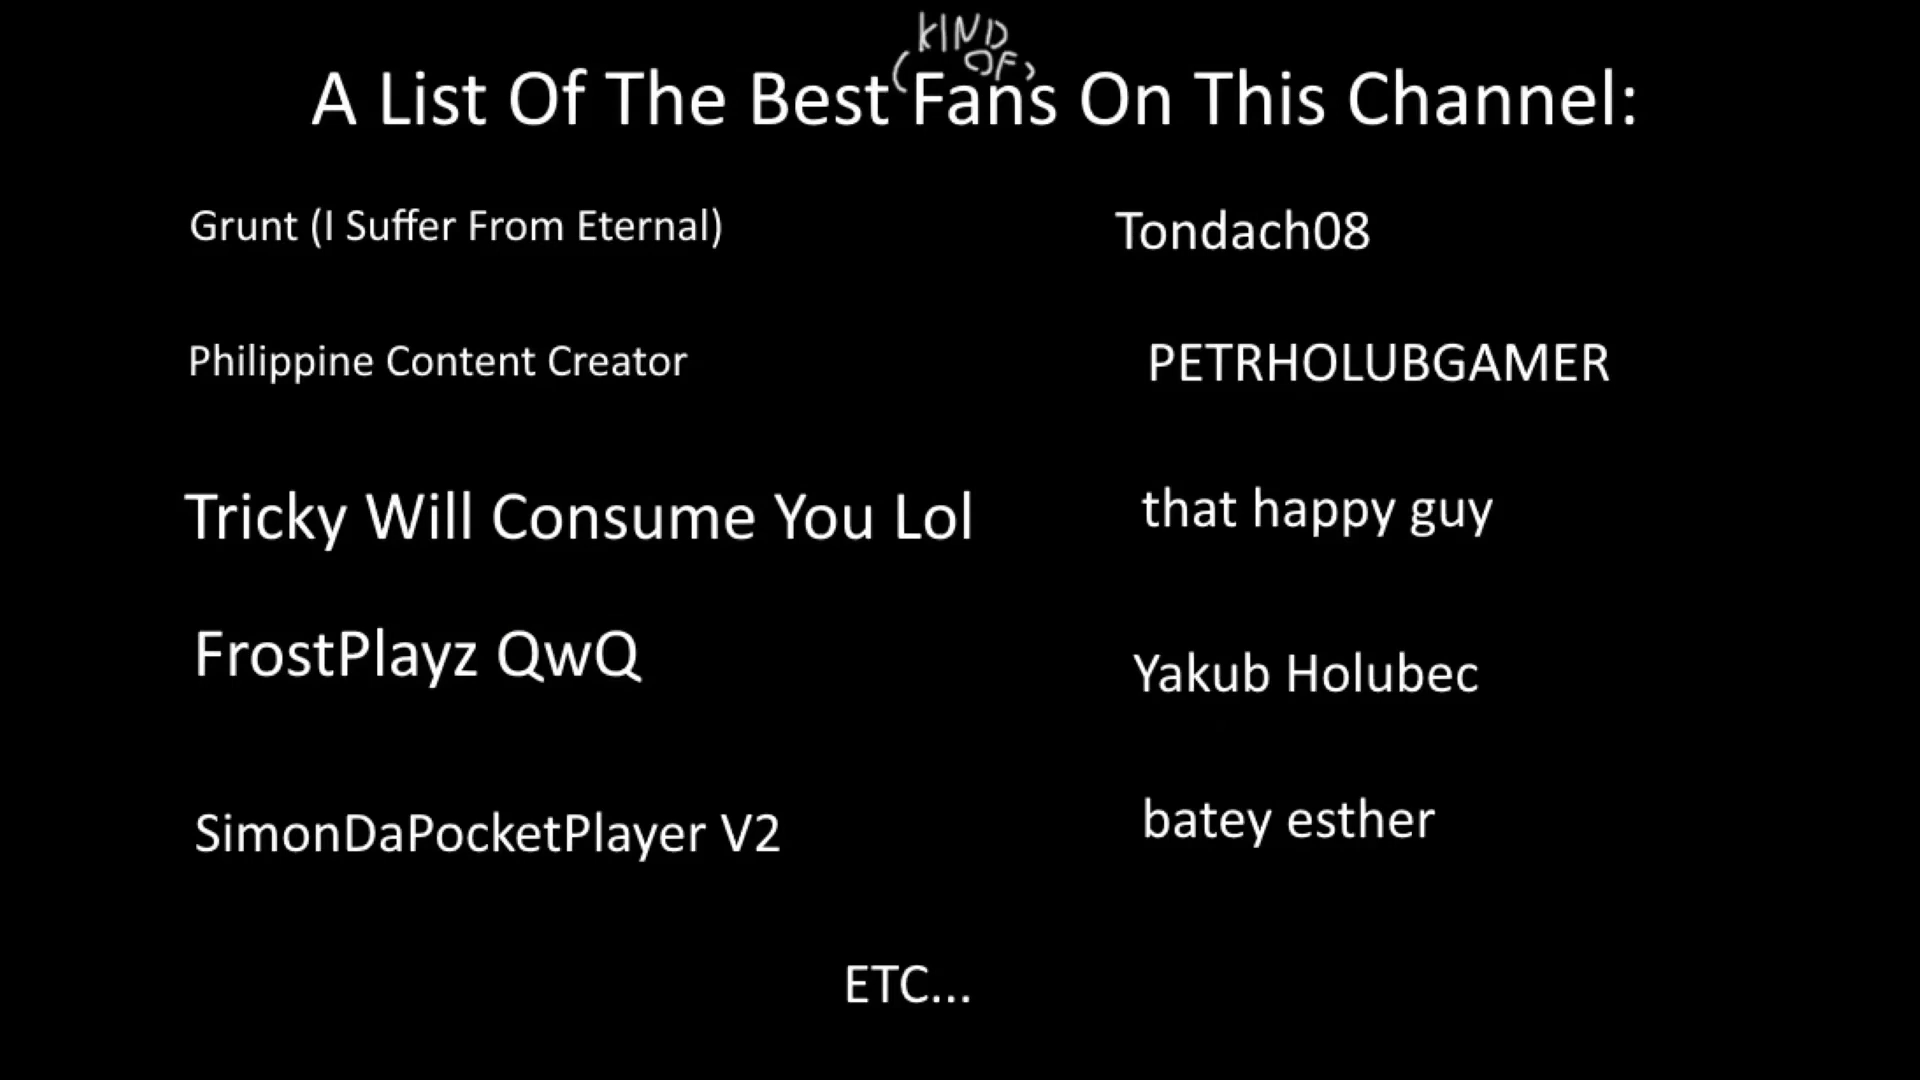 A List Of The Best (KIND OF) Fans On This Channel:
Grunt (I Suffer From Eternal)
Philippine Content Creator
Tricky Will Consume You Lol
FrostPlayz QwQ
SimonDaPocketPlayer V2
Tondach08
PETRHOLUBGAMER
that happy guy
Yakub Holubec
batey esther
ETC...